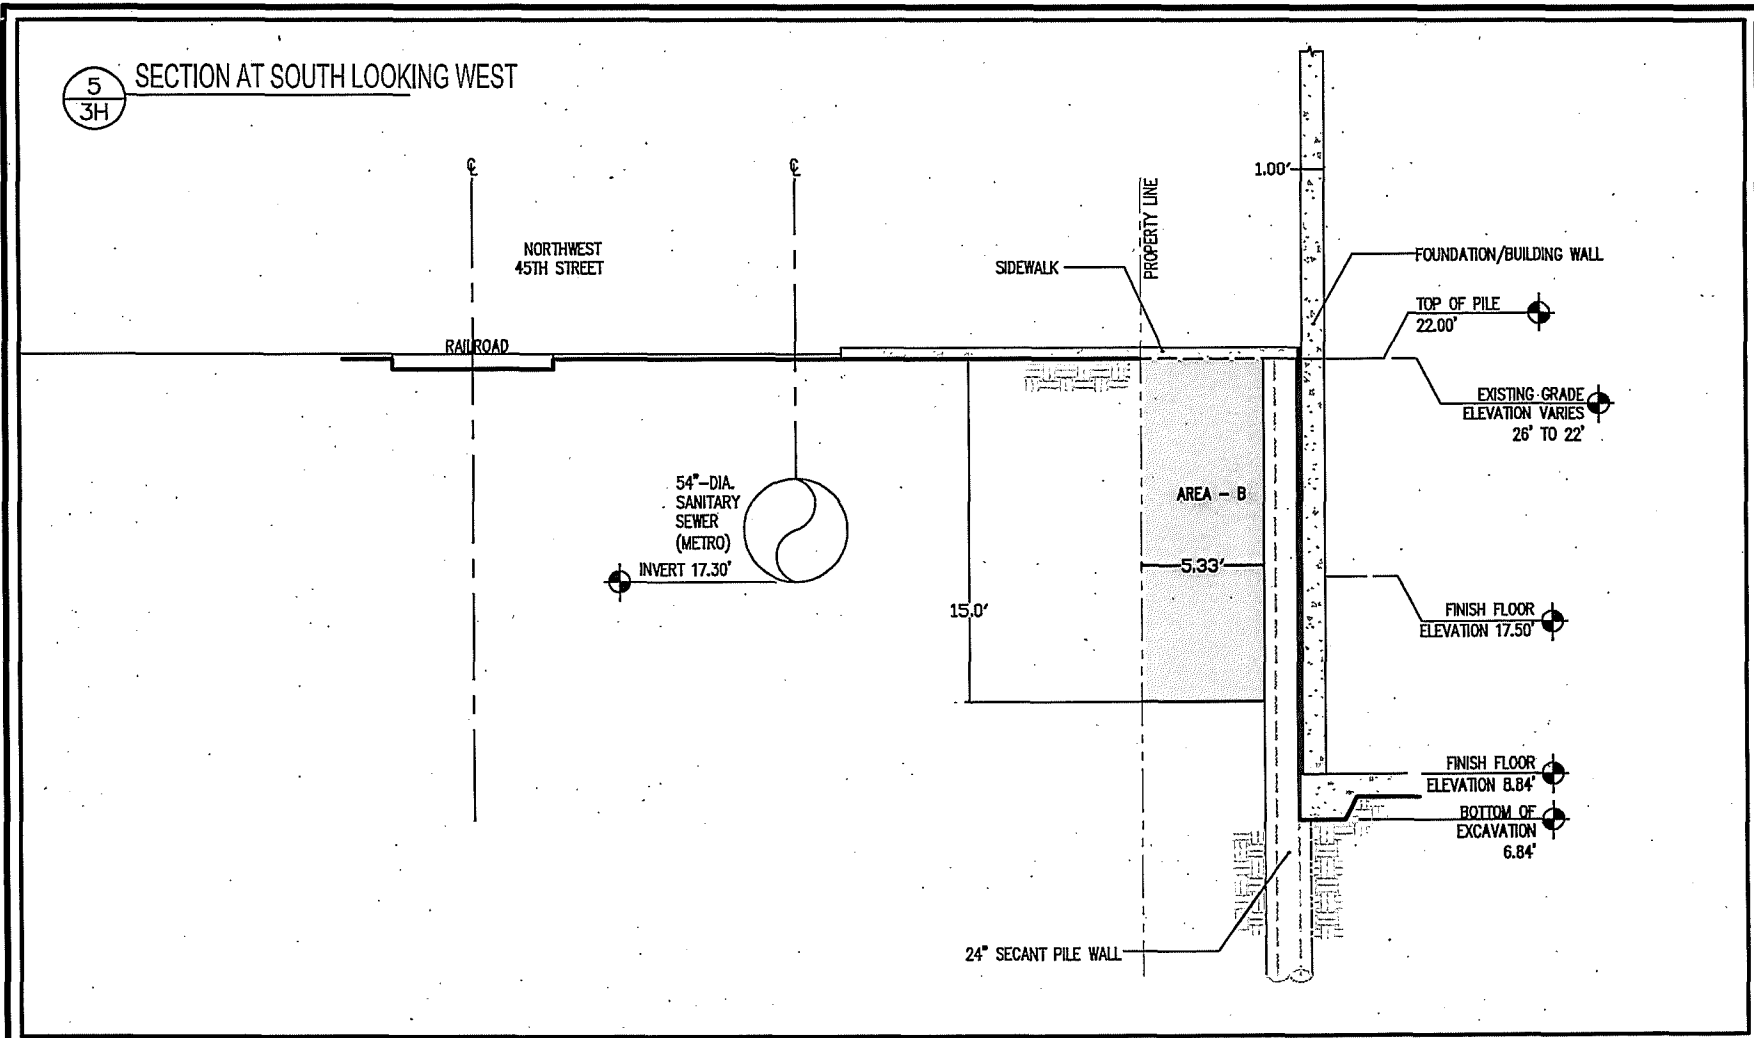 5
3H
SECTION AT SOUTH LOOKING WEST
℄
℄
1.00'
PROPERTY LINE
NORTHWEST
45TH STREET
SIDEWALK
FOUNDATION/BUILDING WALL
TOP OF PILE
22.00'
RAILROAD
EXISTING GRADE
ELEVATION VARIES
26' TO 22'
54"-DIA.
SANITARY
SEWER
(METRO)
INVERT 17.30'
AREA - B
5.33'
15.0'
FINISH FLOOR
ELEVATION 17.50'
FINISH FLOOR
ELEVATION 8.84'
BOTTOM OF
EXCAVATION
6.84'
24" SECANT PILE WALL